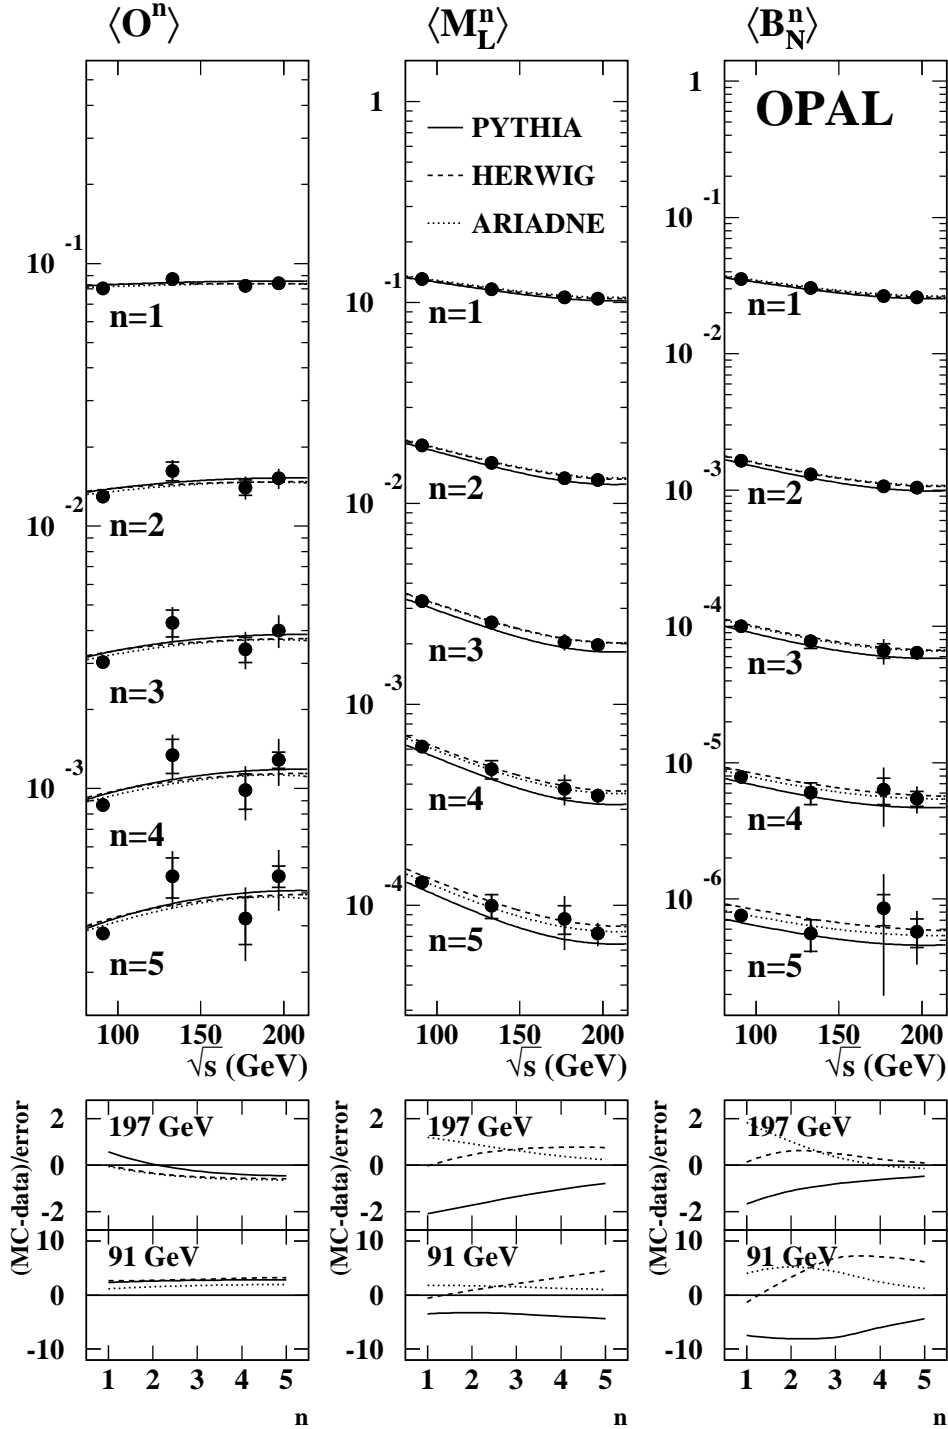 ⟨Oⁿ⟩ ⟨M_Lⁿ⟩ ⟨B_Nⁿ⟩
OPAL
PYTHIA
HERWIG
ARIADNE
10⁻¹
n=1
10⁻²
n=2
n=3
10⁻³
n=4
n=5
100 150 200
√s (GeV)
1
10⁻¹
n=1
10⁻²
n=2
n=3
10⁻³
n=4
10⁻⁴
n=5
100 150 200
√s (GeV)
1
10⁻¹
n=1
10⁻²
10⁻³
n=2
10⁻⁴
n=3
10⁻⁵
n=4
10⁻⁶
n=5
100 150 200
√s (GeV)
(MC-data)/error
2
0
-2
197 GeV
10
0
-10
91 GeV
1 2 3 4 5
n
(MC-data)/error
2
0
-2
197 GeV
10
0
-10
91 GeV
1 2 3 4 5
n
(MC-data)/error
2
0
-2
197 GeV
10
0
-10
91 GeV
1 2 3 4 5
n